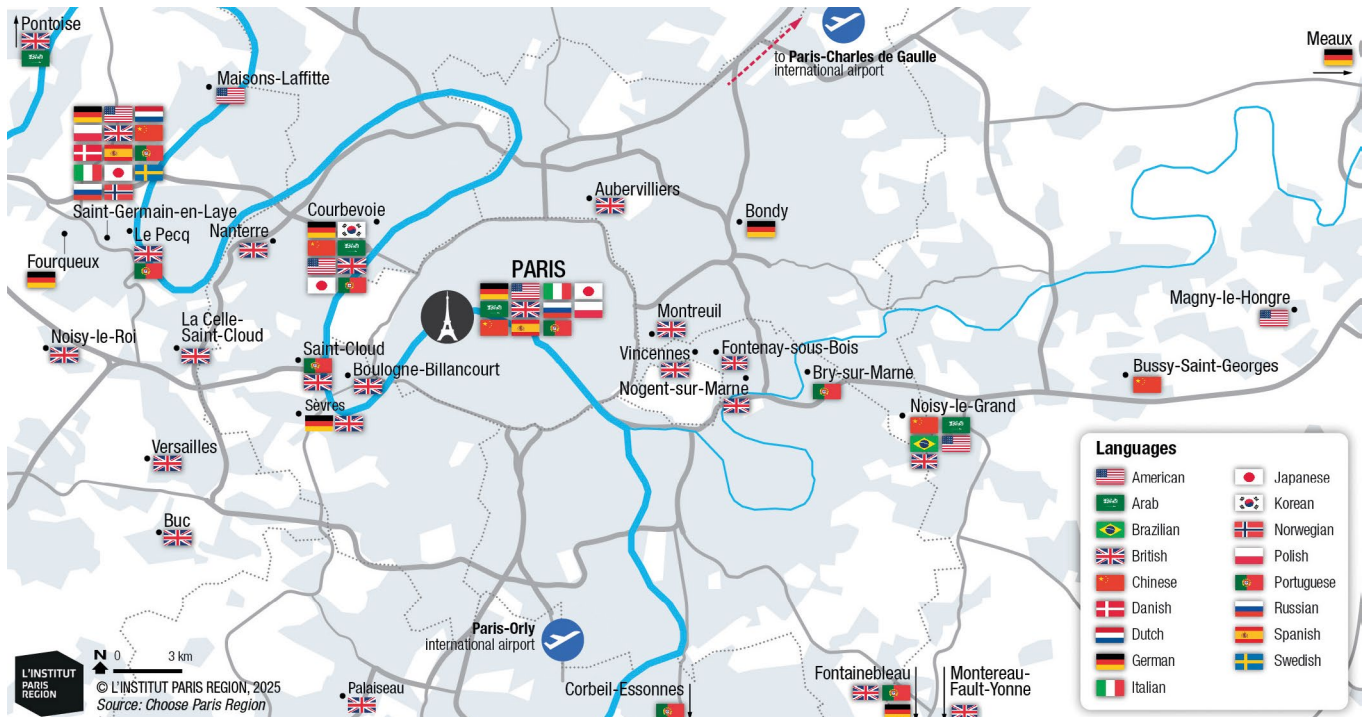 Pontoise
Maisons-Laffitte
to Paris-Charles de Gaulle
international airport
Meaux
Saint-Germain-en-Laye
Le Pecq
Nanterre
Courbevoie
Aubervilliers
Bondy
Fourqueux
PARIS
Magny-le-Hongre
Noisy-le-Roi
La Celle-
Saint-Cloud
Montreuil
Saint-Cloud
Boulogne-Billancourt
Vincennes
Fontenay-sous-Bois
Nogent-sur-Marne
Bry-sur-Marne
Bussy-Saint-Georges
Sèvres
Noisy-le-Grand
Versailles
Buc
Paris-Orly
international airport
Palaiseau
Corbeil-Essonnes
Fontainebleau
Montereau-
Fault-Yonne
Languages
American
Arab
Brazilian
British
Chinese
Danish
Dutch
German
Italian
Japanese
Korean
Norwegian
Polish
Portuguese
Russian
Spanish
Swedish
L'INSTITUT
PARIS
REGION
N 0 3 km
© L'INSTITUT PARIS REGION, 2025
Source: Choose Paris Region